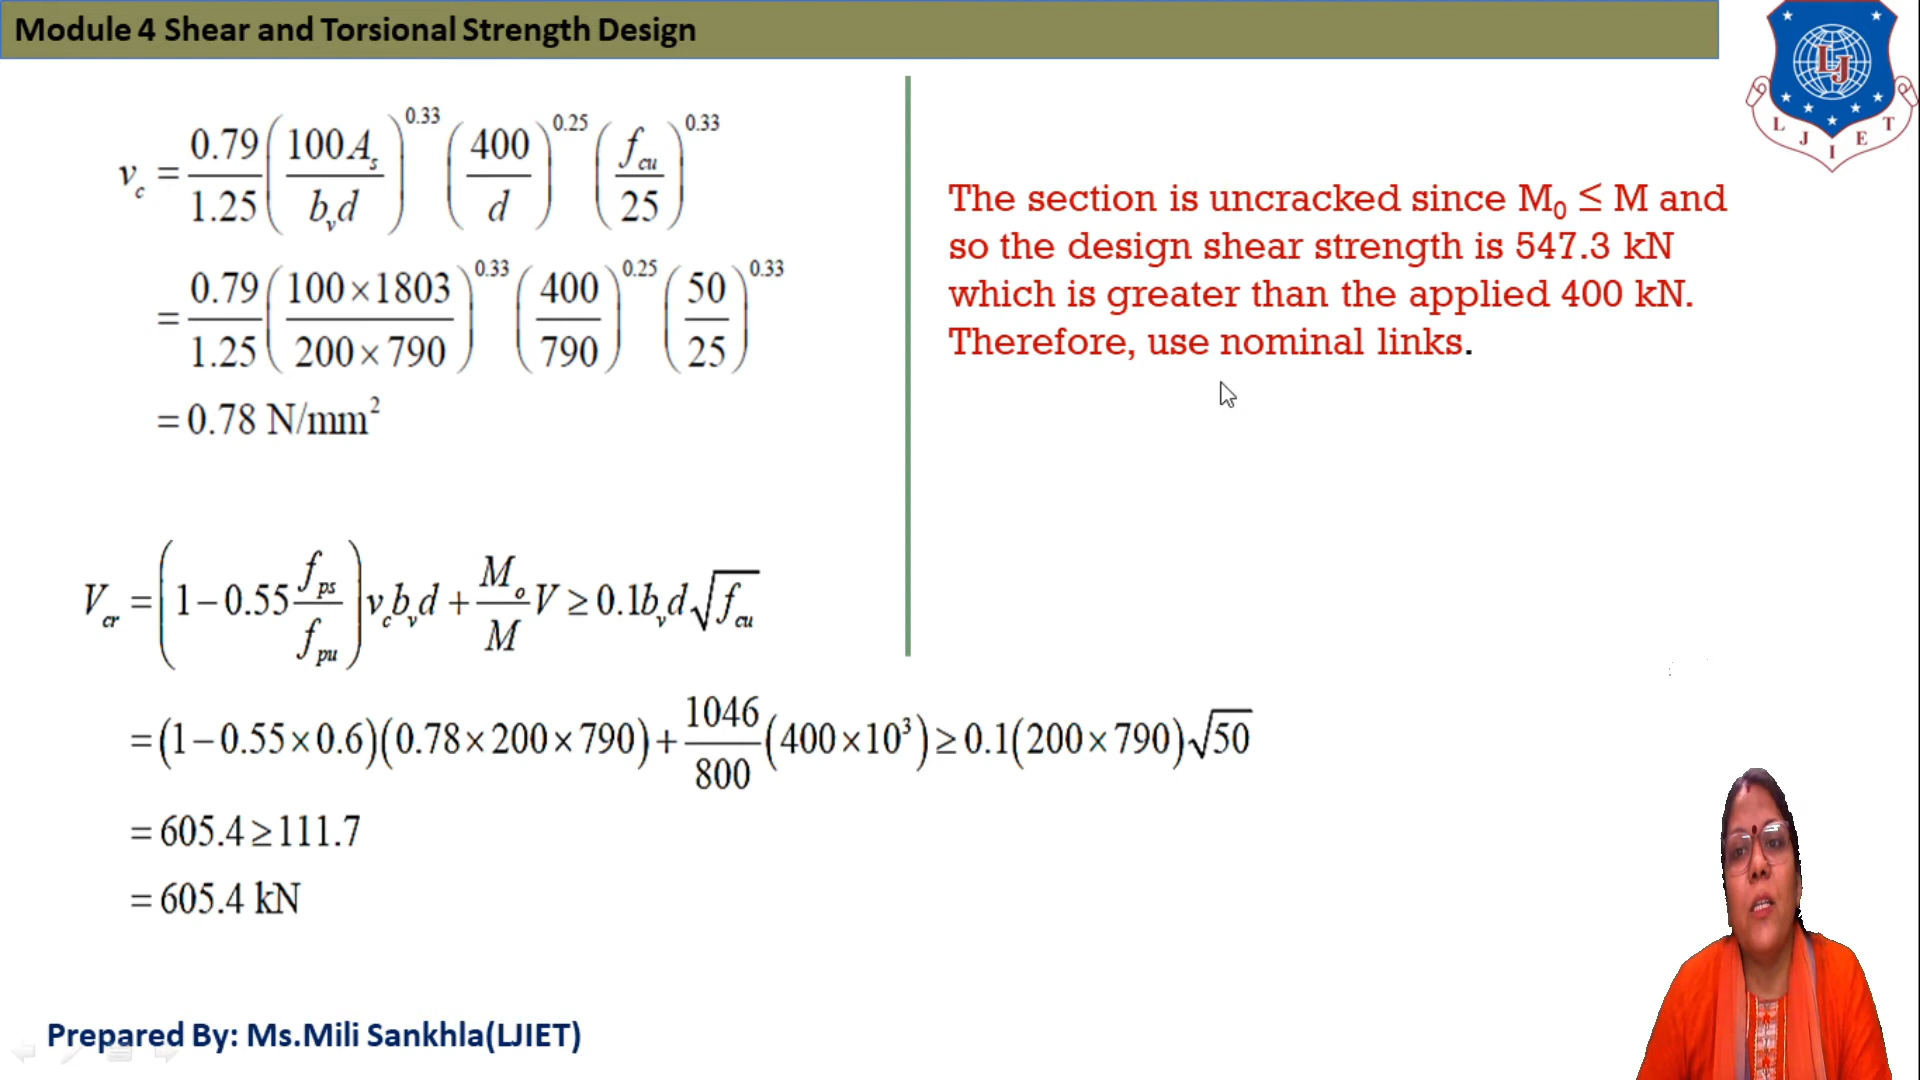 Module 4 Shear and Torsional Strength Design
L J I E T
v_c = 0.79/1.25 (100A_s / b_v d)^0.33 (400/d)^0.25 (f_cu/25)^0.33
= 0.79/1.25 (100×1803 / 200×790)^0.33 (400/790)^0.25 (50/25)^0.33
= 0.78 N/mm²
V_cr = (1−0.55 f_ps/f_pu) v_c b_v d + M_o/M V ≥ 0.1b_v d√f_cu
= (1−0.55×0.6)(0.78×200×790) + 1046/800 (400×10³) ≥ 0.1(200×790)√50
= 605.4 ≥ 111.7
= 605.4 kN
The section is uncracked since M₀ ≤ M and
so the design shear strength is 547.3 kN
which is greater than the applied 400 kN.
Therefore, use nominal links.
Prepared By: Ms.Mili Sankhla(LJIET)